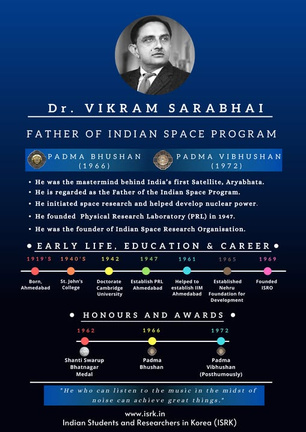 Dr. VIKRAM SARABHAI
FATHER OF INDIAN SPACE PROGRAM
PADMA BHUSHAN
(1966)
PADMA VIBHUSHAN
(1972)
• He was the mastermind behind India's first Satellite, Aryabhata.
• He is regarded as the Father of the Indian Space Program.
• He initiated space research and helped develop nuclear power.
• He founded Physical Research Laboratory (PRL) in 1947.
• He was the founder of Indian Space Research Organisation.
• EARLY LIFE, EDUCATION & CAREER •
1919'S 1940'S 1942 1947 1961 1965 1969
Born, Ahmedabad
St. John's College
Doctorate Cambridge University
Establish PRL Ahmedabad
Helped to establish IIM Ahmedabad
Established Nehru Foundation for Development
Founded ISRO
• HONOURS AND AWARDS •
1962 1966 1972
Shanti Swarup Bhatnagar Medal
Padma Bhushan
Padma Vibhushan (Posthumously)
"He who can listen to the music in the midst of
noise can achieve great things."
www.isrk.in
Indian Students and Researchers in Korea (ISRK)